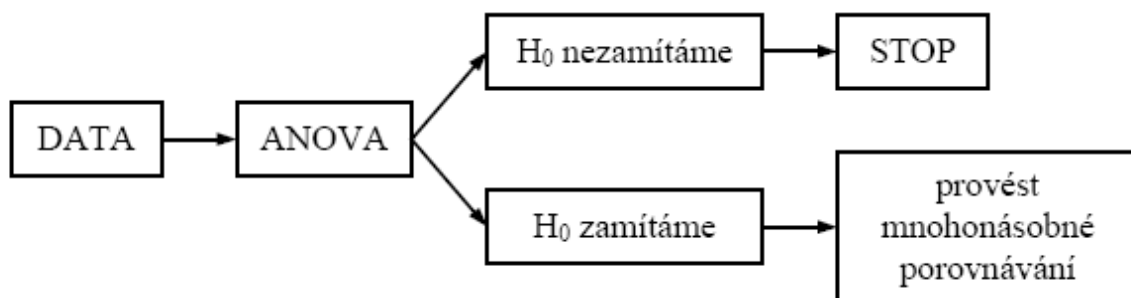 DATA
ANOVA
H₀ nezamítáme
STOP
H₀ zamítáme
provést
mnohonásobné
porovnávání